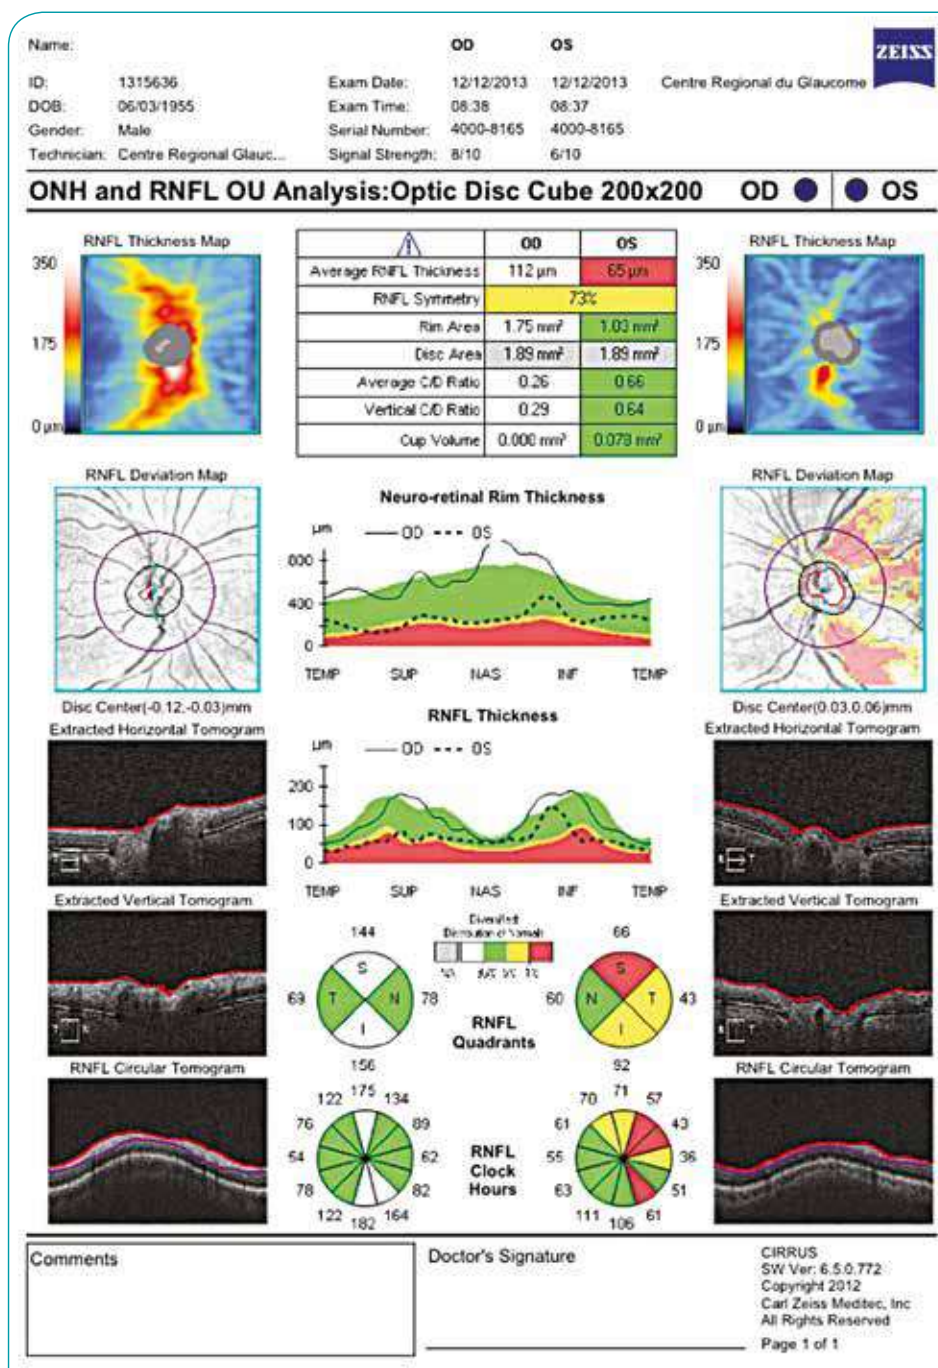 Name: OD OS
ZEISS
ID: 1315636 Exam Date: 12/12/2013 12/12/2013 Centre Regional du Glaucome
DOB: 06/03/1955 Exam Time: 08:38 08:37
Gender: Male Serial Number: 4000-8165 4000-8165
Technician: Centre Regional Glauc... Signal Strength: 8/10 6/10
ONH and RNFL OU Analysis:Optic Disc Cube 200x200 OD OS
RNFL Thickness Map
350
175
0 µm
OD OS
Average RNFL Thickness 112 µm 65 µm
RNFL Symmetry 73%
Rim Area 1.75 mm² 1.03 mm²
Disc Area 1.89 mm² 1.89 mm²
Average C/D Ratio 0.26 0.66
Vertical C/D Ratio 0.29 0.64
Cup Volume 0.000 mm³ 0.078 mm³
RNFL Thickness Map
350
175
0 µm
RNFL Deviation Map
Disc Center(-0.12,-0.03)mm
Neuro-retinal Rim Thickness
µm OD OS
800
400
0
TEMP SUP NAS INF TEMP
RNFL Deviation Map
Disc Center(0.03,0.06)mm
Extracted Horizontal Tomogram
RNFL Thickness
µm OD OS
200
100
0
TEMP SUP NAS INF TEMP
Extracted Horizontal Tomogram
Extracted Vertical Tomogram
Extracted Vertical Tomogram
Diversified:
Distribution of Normals
144
S
69 T N 78
I
156
RNFL
Quadrants
66
S
60 N T 43
I
92
RNFL Circular Tomogram
RNFL Circular Tomogram
122 175 134
76 89
54 62
78 82
122 182 164
RNFL
Clock
Hours
70 71 57
61 43
55 36
63 51
111 106 61
Comments
Doctor's Signature
CIRRUS
SW Ver: 6.5.0.772
Copyright 2012
Carl Zeiss Meditec, Inc
All Rights Reserved
Page 1 of 1